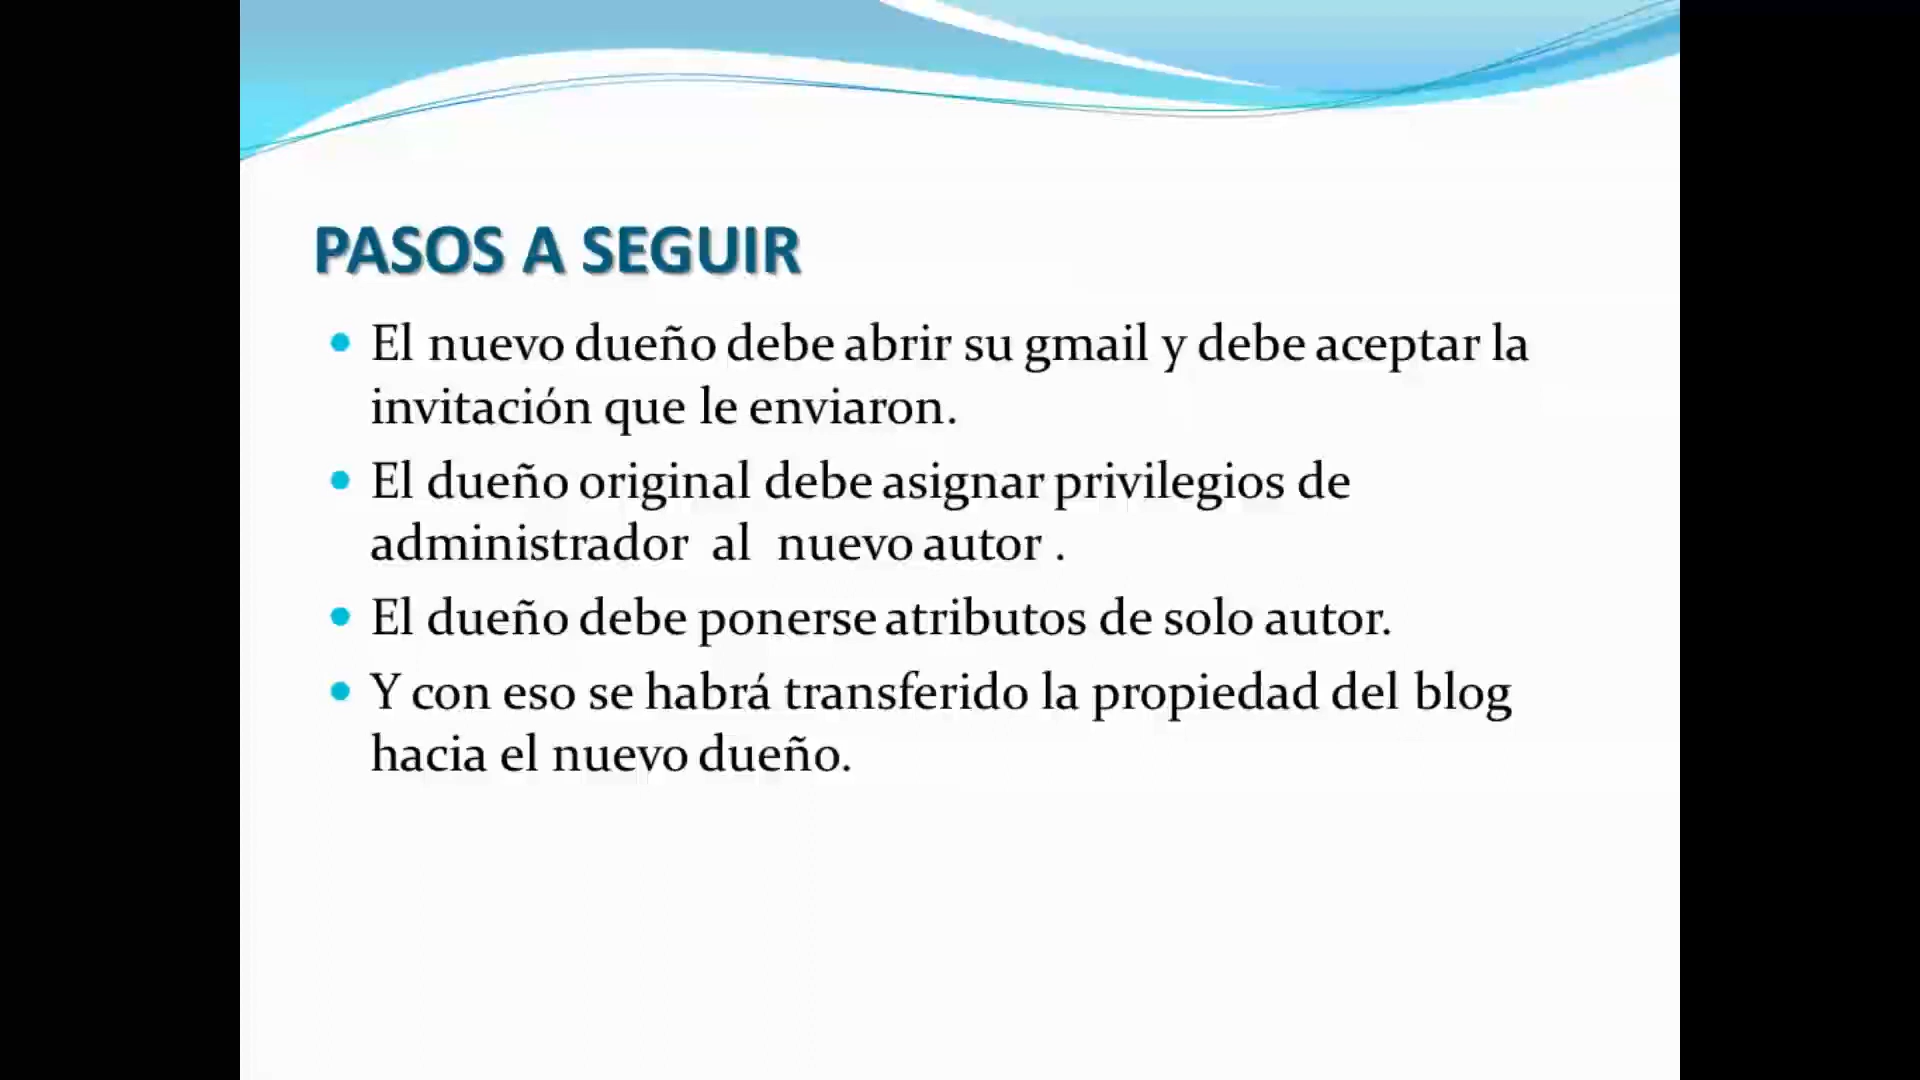 PASOS A SEGUIR
El nuevo dueño debe abrir su gmail y debe aceptar la
invitación que le enviaron.
El dueño original debe asignar privilegios de
administrador al nuevo autor .
El dueño debe ponerse atributos de solo autor.
Y con eso se habrá transferido la propiedad del blog
hacia el nuevo dueño.